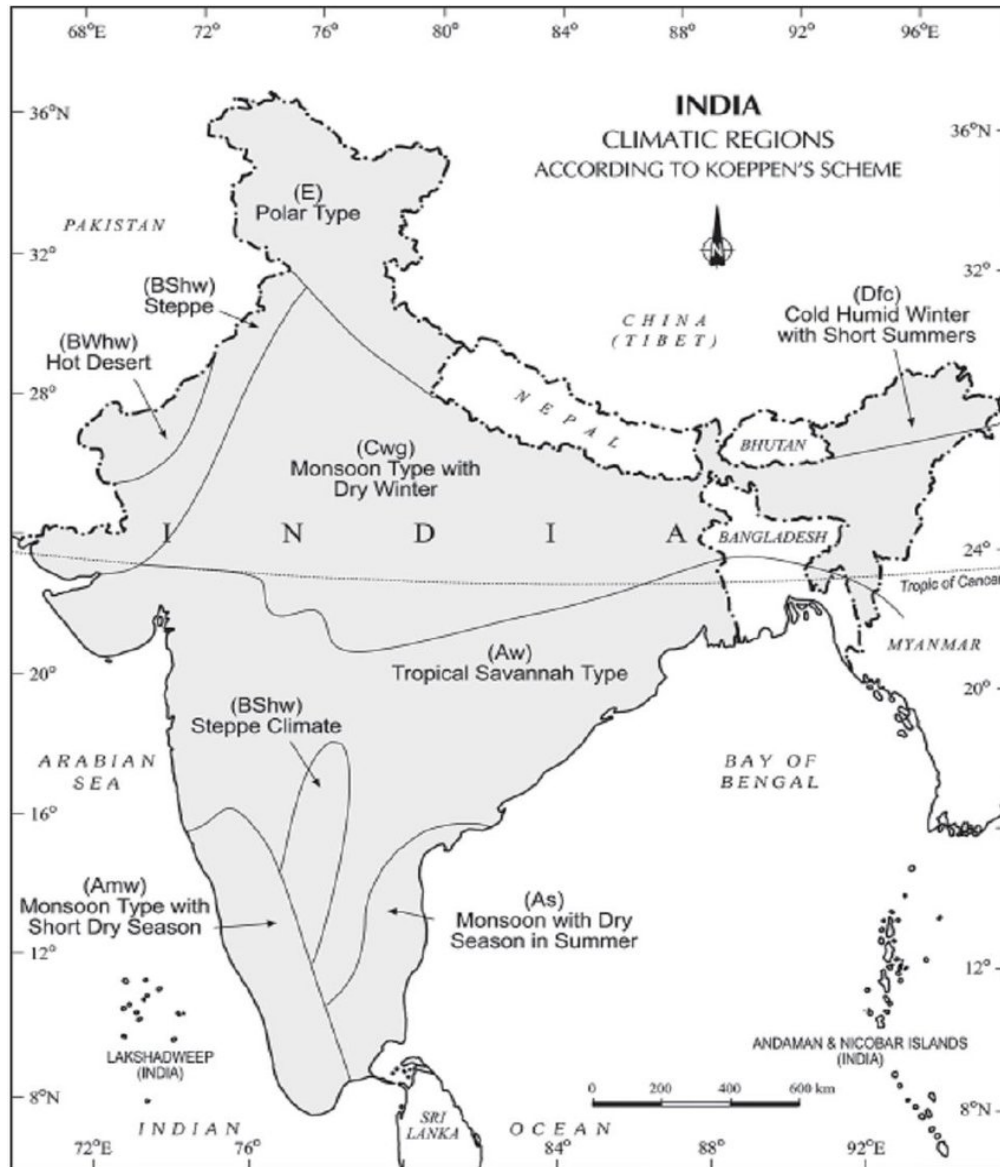 68°E 72° 76° 80° 84° 88° 92° 96°E
36°N
INDIA
CLIMATIC REGIONS
ACCORDING TO KOEPPEN'S SCHEME
36°N
(E)
Polar Type
PAKISTAN
N
32°
32°
(BShw)
Steppe
(Dfc)
Cold Humid Winter
with Short Summers
CHINA
(TIBET)
(BWhw)
Hot Desert
28°
NEPAL
BHUTAN
(Cwg)
Monsoon Type with
Dry Winter
INDIA
BANGLADESH
24°
Tropic of Cancer
MYANMAR
(Aw)
Tropical Savannah Type
20°
20°
(BShw)
Steppe Climate
ARABIAN
SEA
BAY OF
BENGAL
16°
(Amw)
Monsoon Type with
Short Dry Season
(As)
Monsoon with Dry
Season in Summer
12°
12°
LAKSHADWEEP
(INDIA)
ANDAMAN & NICOBAR ISLANDS
(INDIA)
8°N
0 200 400 600 km
8°N
SRI
LANKA
INDIAN OCEAN
72°E 76° 84° 88° 92°E